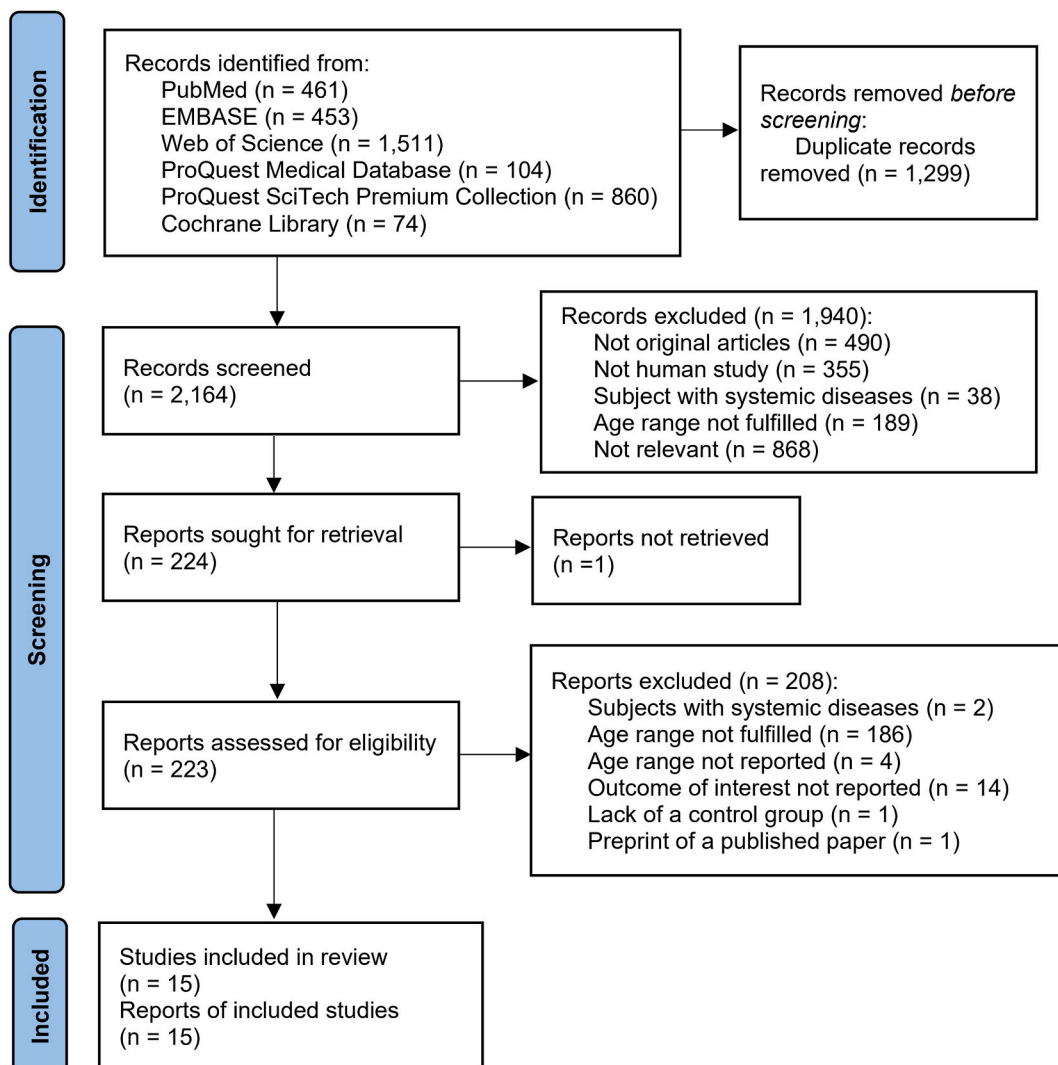 Identification
Records identified from:
PubMed (n = 461)
EMBASE (n = 453)
Web of Science (n = 1,511)
ProQuest Medical Database (n = 104)
ProQuest SciTech Premium Collection (n = 860)
Cochrane Library (n = 74)
Records removed before
screening:
Duplicate records
removed (n = 1,299)
Screening
Records screened
(n = 2,164)
Records excluded (n = 1,940):
Not original articles (n = 490)
Not human study (n = 355)
Subject with systemic diseases (n = 38)
Age range not fulfilled (n = 189)
Not relevant (n = 868)
Reports sought for retrieval
(n = 224)
Reports not retrieved
(n =1)
Reports assessed for eligibility
(n = 223)
Reports excluded (n = 208):
Subjects with systemic diseases (n = 2)
Age range not fulfilled (n = 186)
Age range not reported (n = 4)
Outcome of interest not reported (n = 14)
Lack of a control group (n = 1)
Preprint of a published paper (n = 1)
Included
Studies included in review
(n = 15)
Reports of included studies
(n = 15)